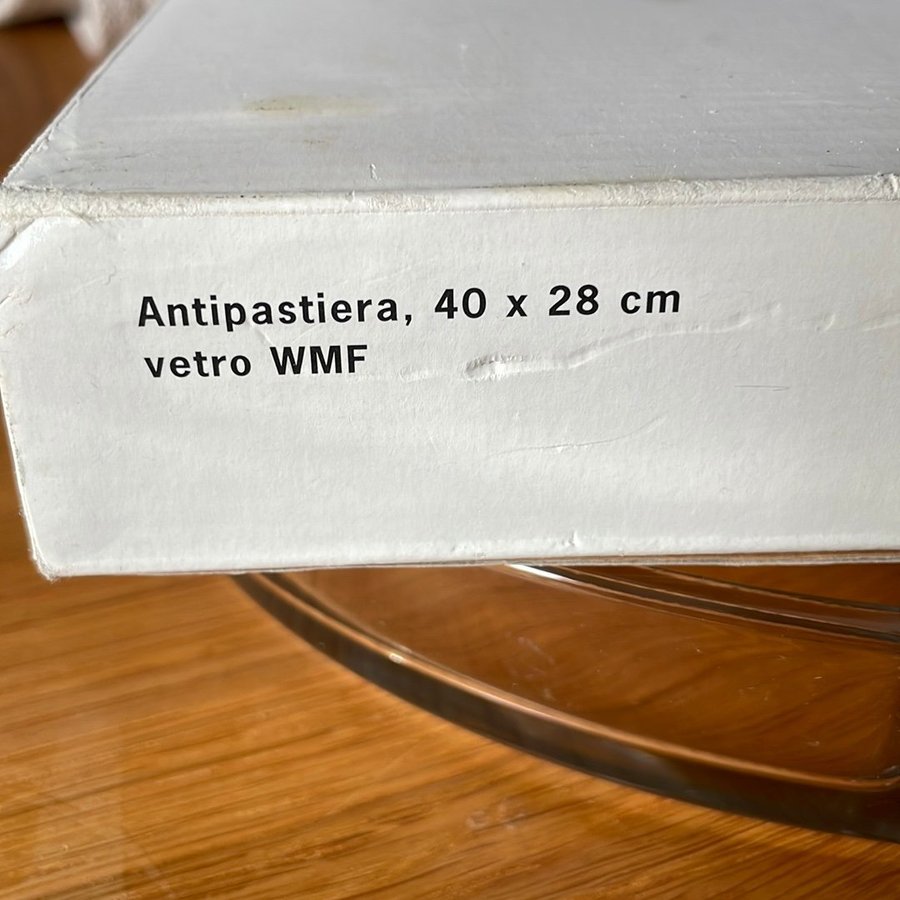 Antipastiera, 40 x 28 cm
vetro WMF